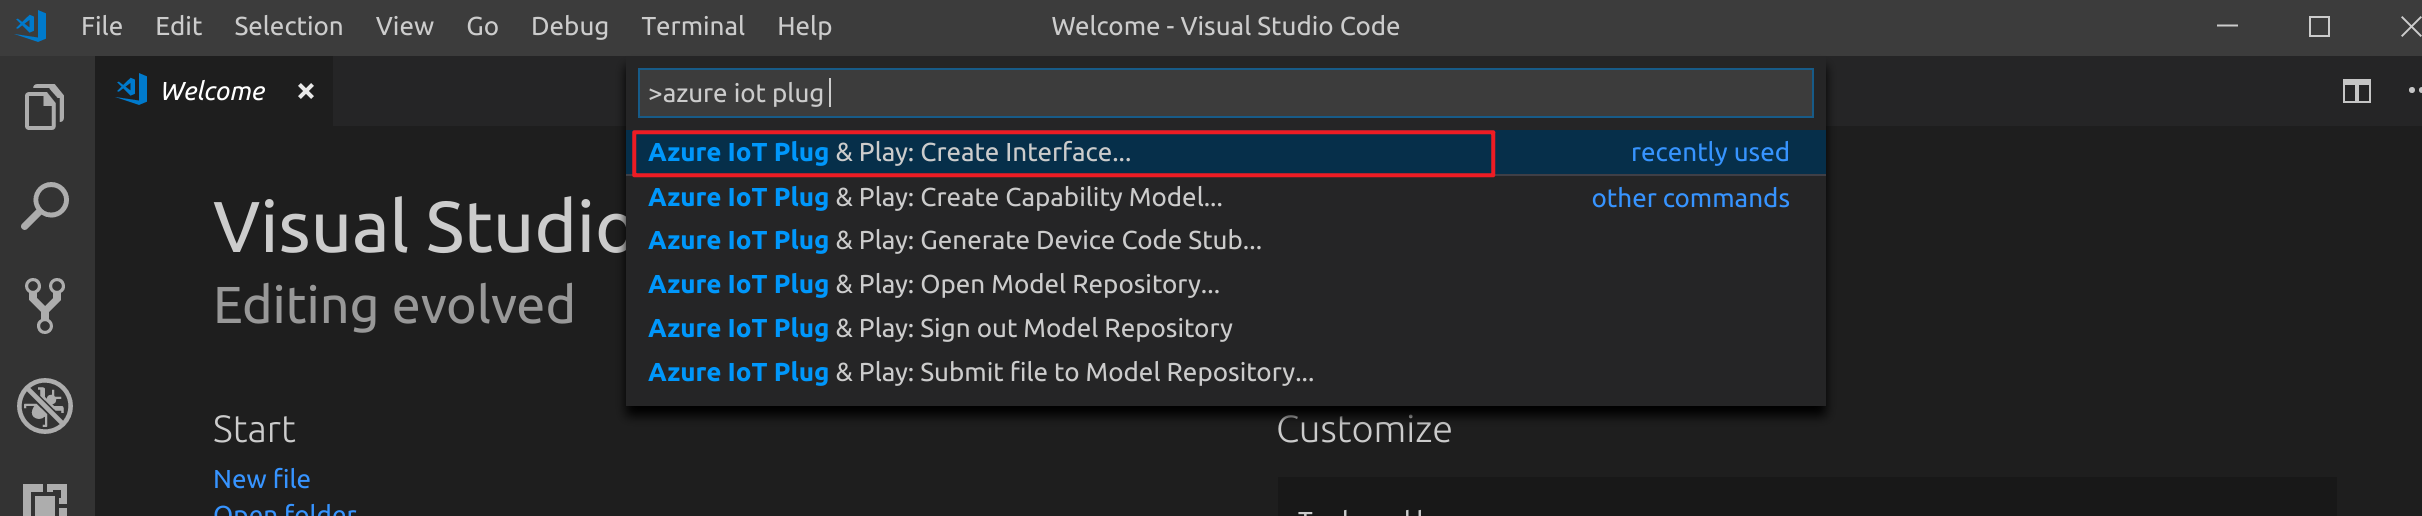 File Edit Selection View Go Debug Terminal Help Welcome - Visual Studio Code
Welcome
>azure iot plug
Azure IoT Plug & Play: Create Interface... recently used
Azure IoT Plug & Play: Create Capability Model... other commands
Azure IoT Plug & Play: Generate Device Code Stub...
Azure IoT Plug & Play: Open Model Repository...
Azure IoT Plug & Play: Sign out Model Repository
Azure IoT Plug & Play: Submit file to Model Repository...
Visual Studio
Editing evolved
Start
Customize
New file
Open folder